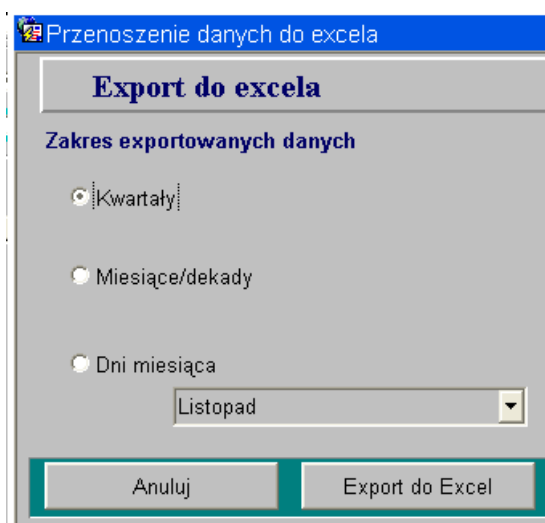 Przenoszenie danych do excela
Export do excela
Zakres exportowanych danych
Kwartały
Miesiące/dekady
Dni miesiąca
Listopad
Anuluj
Export do Excel